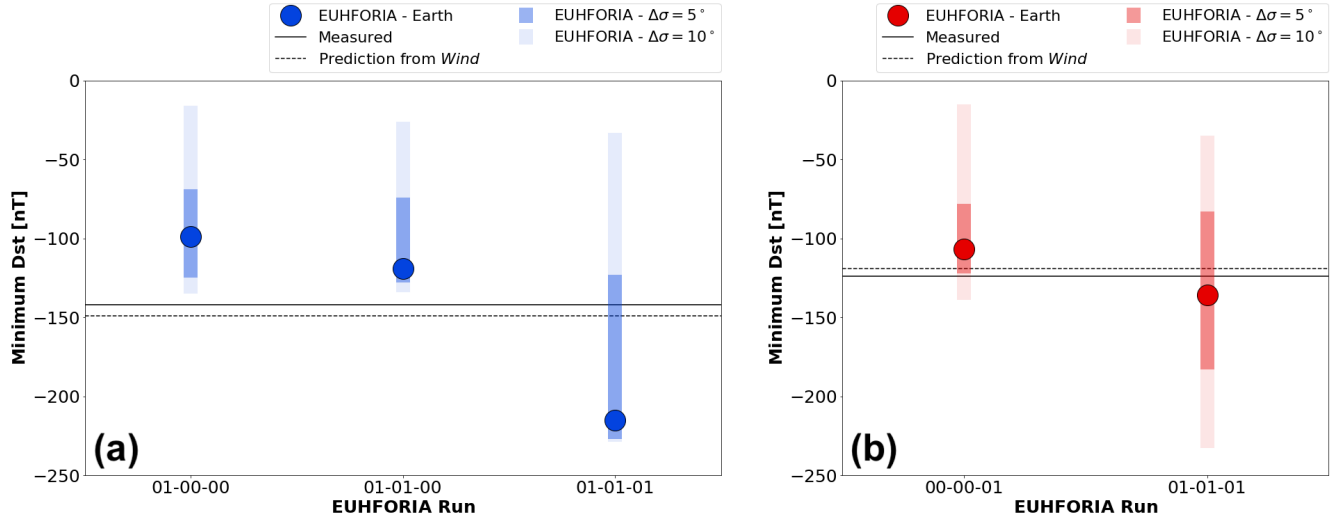 EUHFORIA - Earth
Measured
Prediction from Wind
EUHFORIA - Δσ = 5°
EUHFORIA - Δσ = 10°
0
−50
−100
−150
−200
−250
Minimum Dst [nT]
(a)
01-00-00 01-01-00 01-01-01
EUHFORIA Run
EUHFORIA - Earth
Measured
Prediction from Wind
EUHFORIA - Δσ = 5°
EUHFORIA - Δσ = 10°
0
−50
−100
−150
−200
−250
Minimum Dst [nT]
(b)
00-00-01 01-01-01
EUHFORIA Run